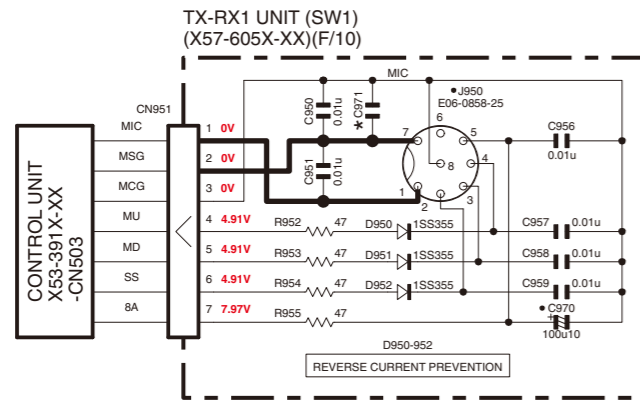 TX-RX1 UNIT (SW1)
(X57-605X-XX)(F/10)
MIC
CN951
J950
E06-0858-25
CONTROL UNIT
X53-391X-XX
-CN503
MIC
MSG
MCG
MU
MD
SS
8A
1 0V
2 0V
3 0V
4 4.91V
5 4.91V
6 4.91V
7 7.97V
C950
0.01u
* C971
C951
0.01u
7
6
5
8
4
1
2
3
C956
0.01u
R952 47 D950 1SS355
C957 0.01u
R953 47 D951 1SS355
C958 0.01u
R954 47 D952 1SS355
C959 0.01u
R955 47
C970
+
100u10
D950-952
REVERSE CURRENT PREVENTION